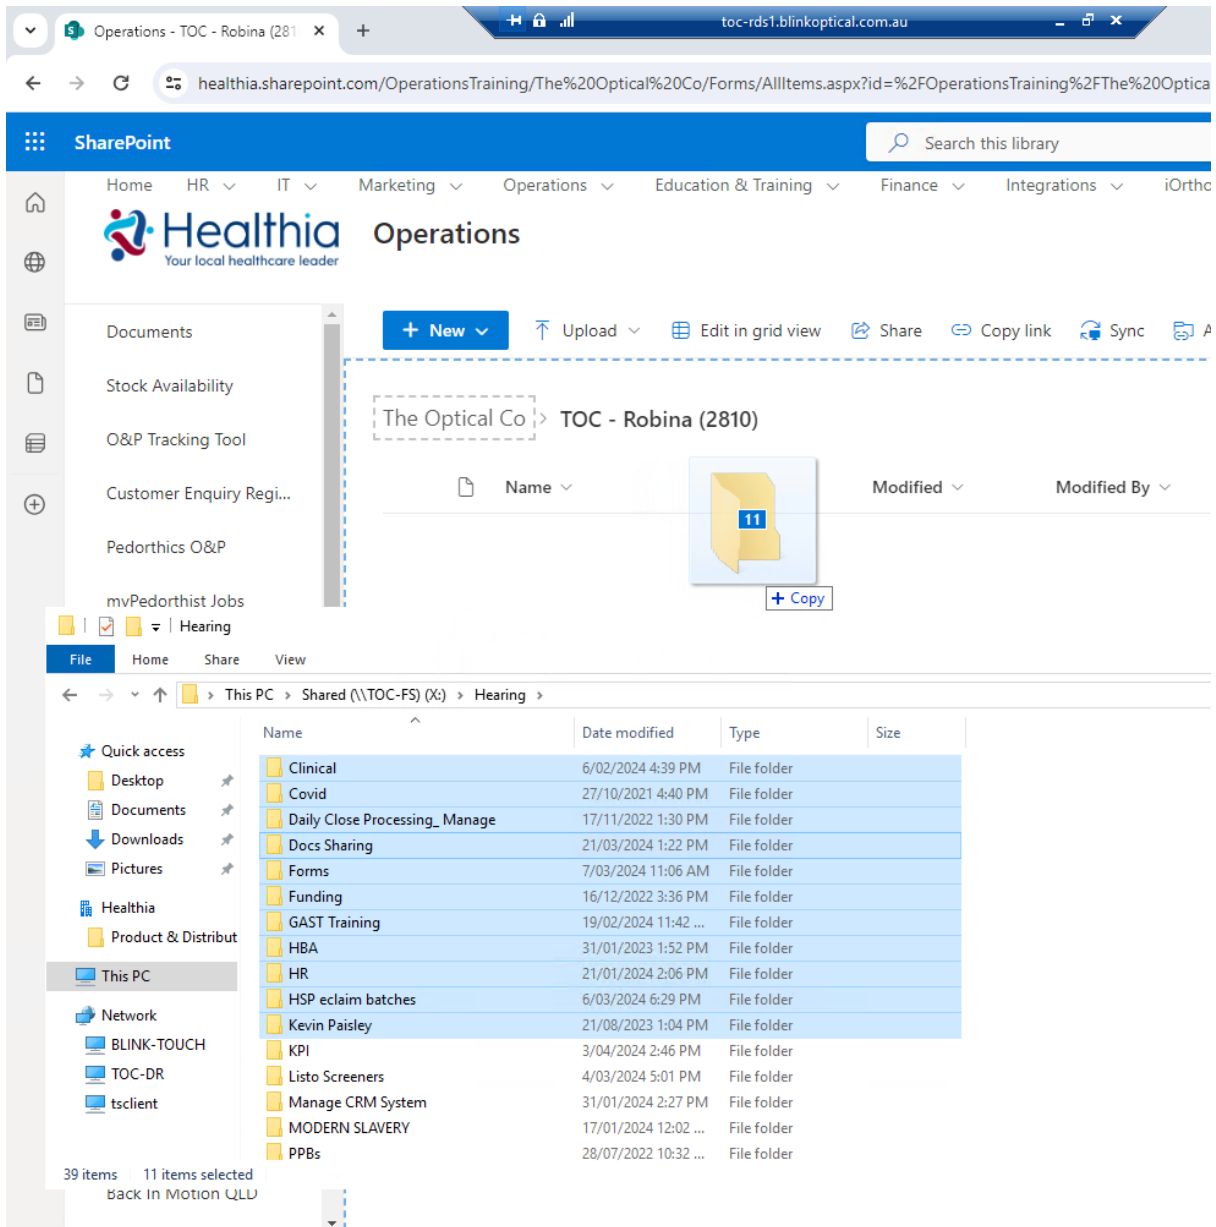 Operations - TOC - Robina (281
toc-rds1.blinkoptical.com.au
healthia.sharepoint.com/OperationsTraining/The%20Optical%20Co/Forms/AllItems.aspx?id=%2FOperationsTraining%2FThe%20Optica
SharePoint
Search this library
Home HR IT Marketing Operations Education & Training Finance Integrations iOrtho
Healthia
Your local healthcare leader
Operations
Documents
Stock Availability
O&P Tracking Tool
Customer Enquiry Regi...
Pedorthics O&P
myPedorthist Jobs
+ New Upload Edit in grid view Share Copy link Sync A
The Optical Co > TOC - Robina (2810)
Name Modified Modified By
11
+ Copy
Hearing
File Home Share View
This PC > Shared (\\TOC-FS) (X:) > Hearing >
Quick access
Desktop
Documents
Downloads
Pictures
Healthia
Product & Distribut
This PC
Network
BLINK-TOUCH
TOC-DR
tsclient
Name Date modified Type Size
Clinical 6/02/2024 4:39 PM File folder
Covid 27/10/2021 4:40 PM File folder
Daily Close Processing_ Manage 17/11/2022 1:30 PM File folder
Docs Sharing 21/03/2024 1:22 PM File folder
Forms 7/03/2024 11:06 AM File folder
Funding 16/12/2022 3:36 PM File folder
GAST Training 19/02/2024 11:42 ... File folder
HBA 31/01/2023 1:52 PM File folder
HR 21/01/2024 2:06 PM File folder
HSP eclaim batches 6/03/2024 6:29 PM File folder
Kevin Paisley 21/08/2023 1:04 PM File folder
KPI 3/04/2024 2:46 PM File folder
Listo Screeners 4/03/2024 5:01 PM File folder
Manage CRM System 31/01/2024 2:27 PM File folder
MODERN SLAVERY 17/01/2024 12:02 ... File folder
PPBs 28/07/2022 10:32 ... File folder
39 items 11 items selected
Back In Motion QLD